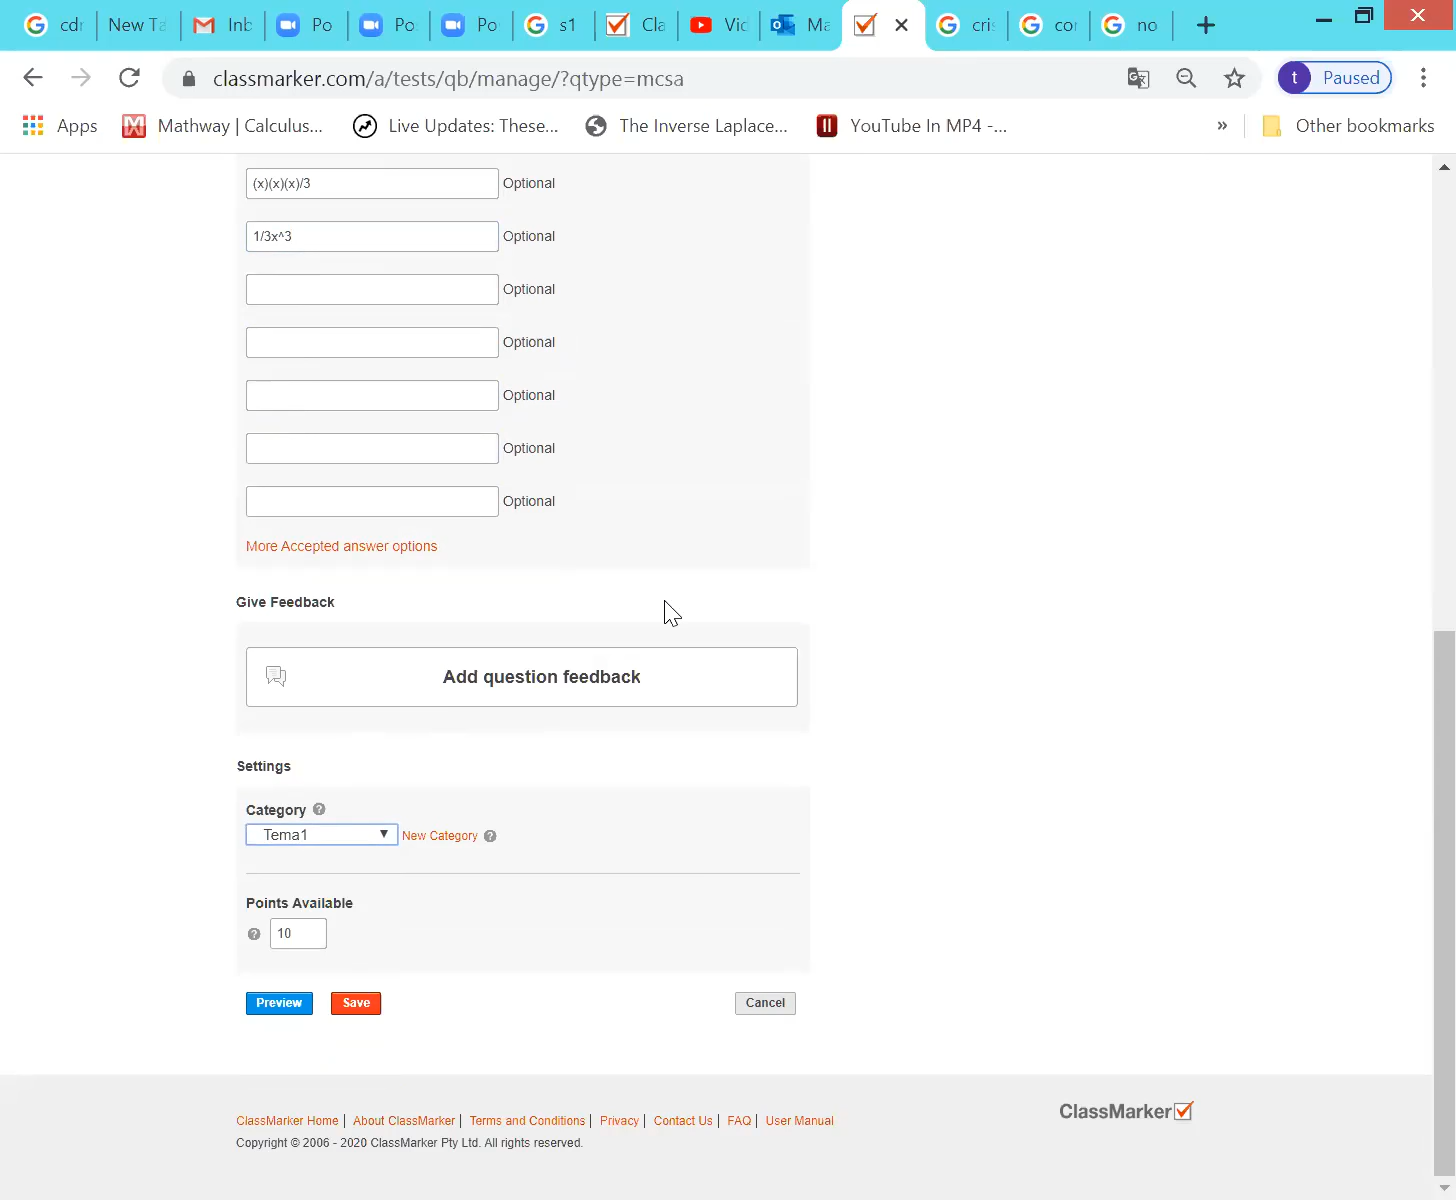 cdr New Ta Inb Po Po Po s1 Cla Vid Ma cris cor no
classmarker.com/a/tests/qb/manage/?qtype=mcsa t Paused
Apps Mathway | Calculus... Live Updates: These... The Inverse Laplace... YouTube In MP4 -... » Other bookmarks
(x)(x)(x)/3 Optional
1/3x^3 Optional
Optional
Optional
Optional
Optional
Optional
More Accepted answer options
Give Feedback
Add question feedback
Settings
Category ?
Tema1 New Category ?
Points Available
? 10
Preview Save Cancel
ClassMarker Home | About ClassMarker | Terms and Conditions | Privacy | Contact Us | FAQ | User Manual
ClassMarker
Copyright © 2006 - 2020 ClassMarker Pty Ltd. All rights reserved.